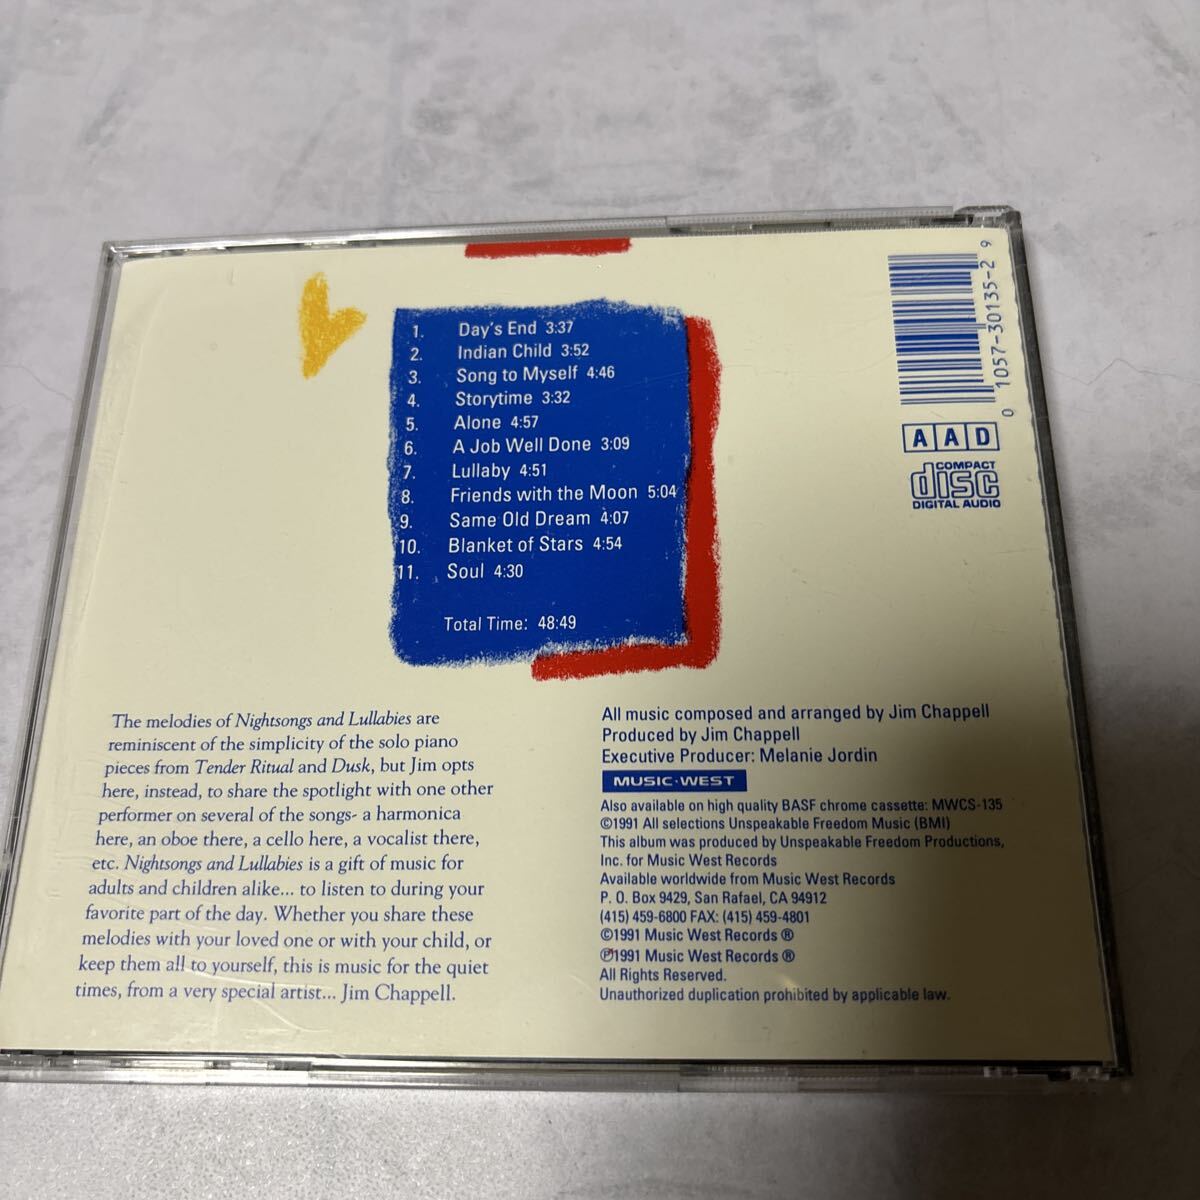 1. Day's End 3:37
2. Indian Child 3:52
3. Song to Myself 4:46
4. Storytime 3:32
5. Alone 4:57
6. A Job Well Done 3:09
7. Lullaby 4:51
8. Friends with the Moon 5:04
9. Same Old Dream 4:07
10. Blanket of Stars 4:54
11. Soul 4:30
Total Time: 48:49
0 1057-30135-2 9
AAD
COMPACT
disc
DIGITAL AUDIO
The melodies of Nightsongs and Lullabies are
reminiscent of the simplicity of the solo piano
pieces from Tender Ritual and Dusk, but Jim opts
here, instead, to share the spotlight with one other
performer on several of the songs- a harmonica
here, an oboe there, a cello here, a vocalist there,
etc. Nightsongs and Lullabies is a gift of music for
adults and children alike... to listen to during your
favorite part of the day. Whether you share these
melodies with your loved one or with your child, or
keep them all to yourself, this is music for the quiet
times, from a very special artist... Jim Chappell.
All music composed and arranged by Jim Chappell
Produced by Jim Chappell
Executive Producer: Melanie Jordin
MUSIC·WEST
Also available on high quality BASF chrome cassette: MWCS-135
©1991 All selections Unspeakable Freedom Music (BMI)
This album was produced by Unspeakable Freedom Productions,
Inc. for Music West Records
Available worldwide from Music West Records
P. O. Box 9429, San Rafael, CA 94912
(415) 459-6800 FAX: (415) 459-4801
©1991 Music West Records ®
℗1991 Music West Records ®
All Rights Reserved.
Unauthorized duplication prohibited by applicable law.